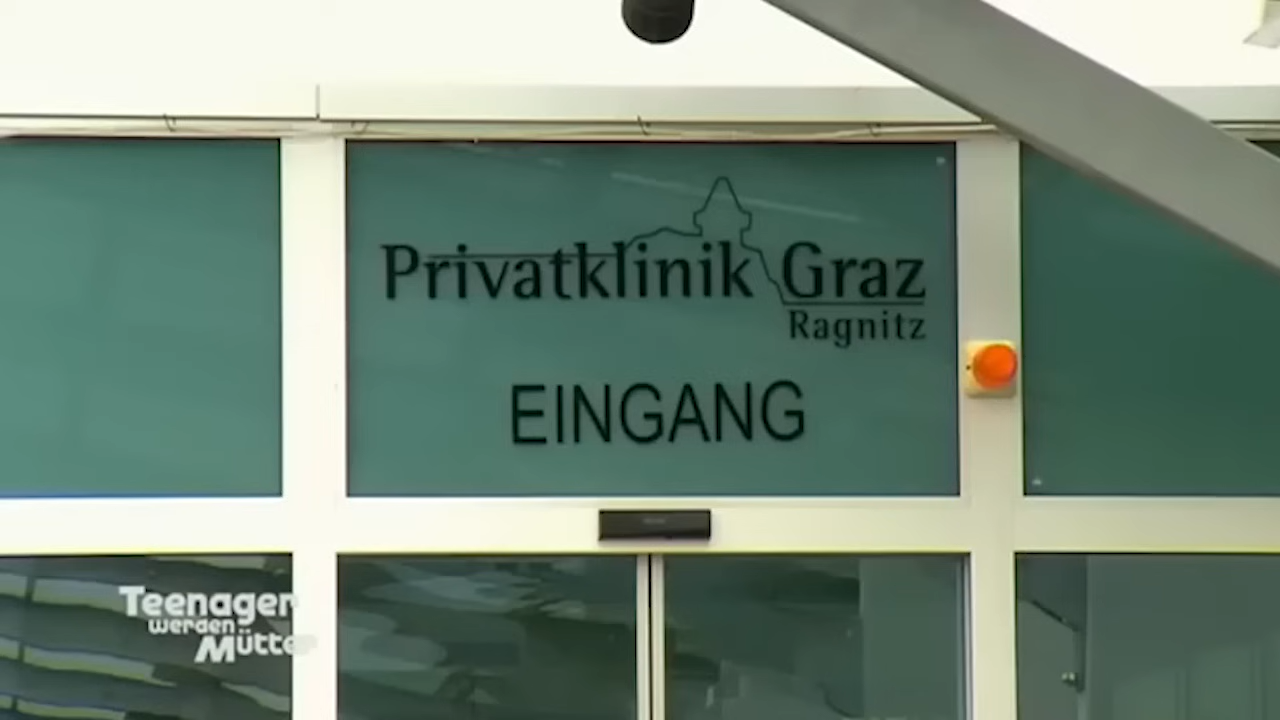 Privatklinik Graz
Ragnitz
EINGANG
Teenager
werden
Mütter